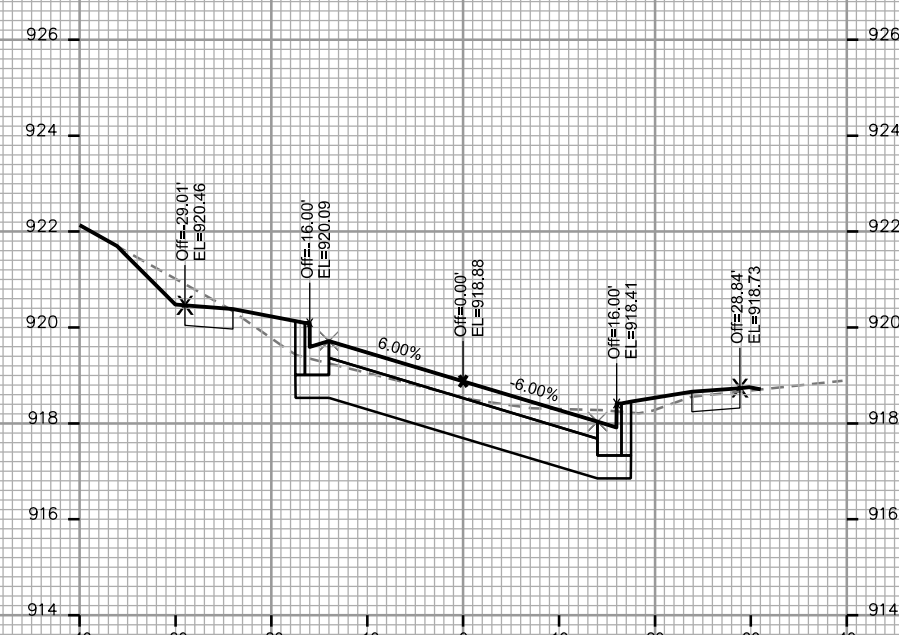 926
926
924
924
922
922
920
920
918
918
916
916
914
914
Off=-29.01'
EL=920.46
Off=-16.00'
EL=920.09
Off=0.00'
EL=918.88
Off=16.00'
EL=918.41
Off=28.84'
EL=918.73
6.00%
-6.00%